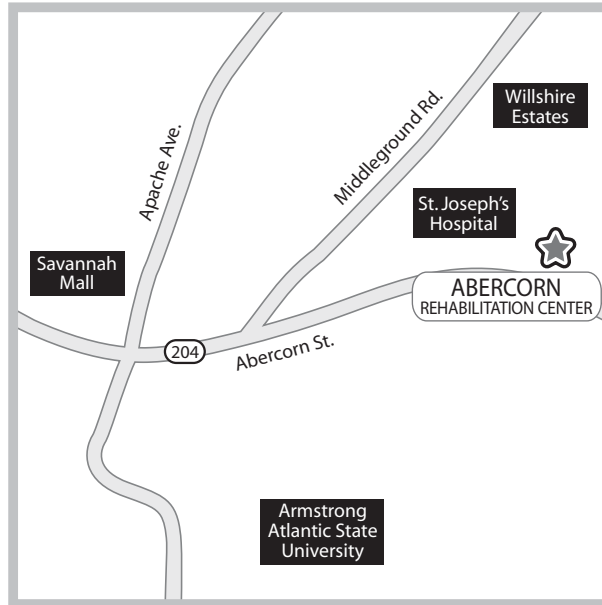 Willshire
Estates
Middleground Rd.
Apache Ave.
St. Joseph's
Hospital
Savannah
Mall
ABERCORN
REHABILITATION CENTER
204
Abercorn St.
Armstrong
Atlantic State
University